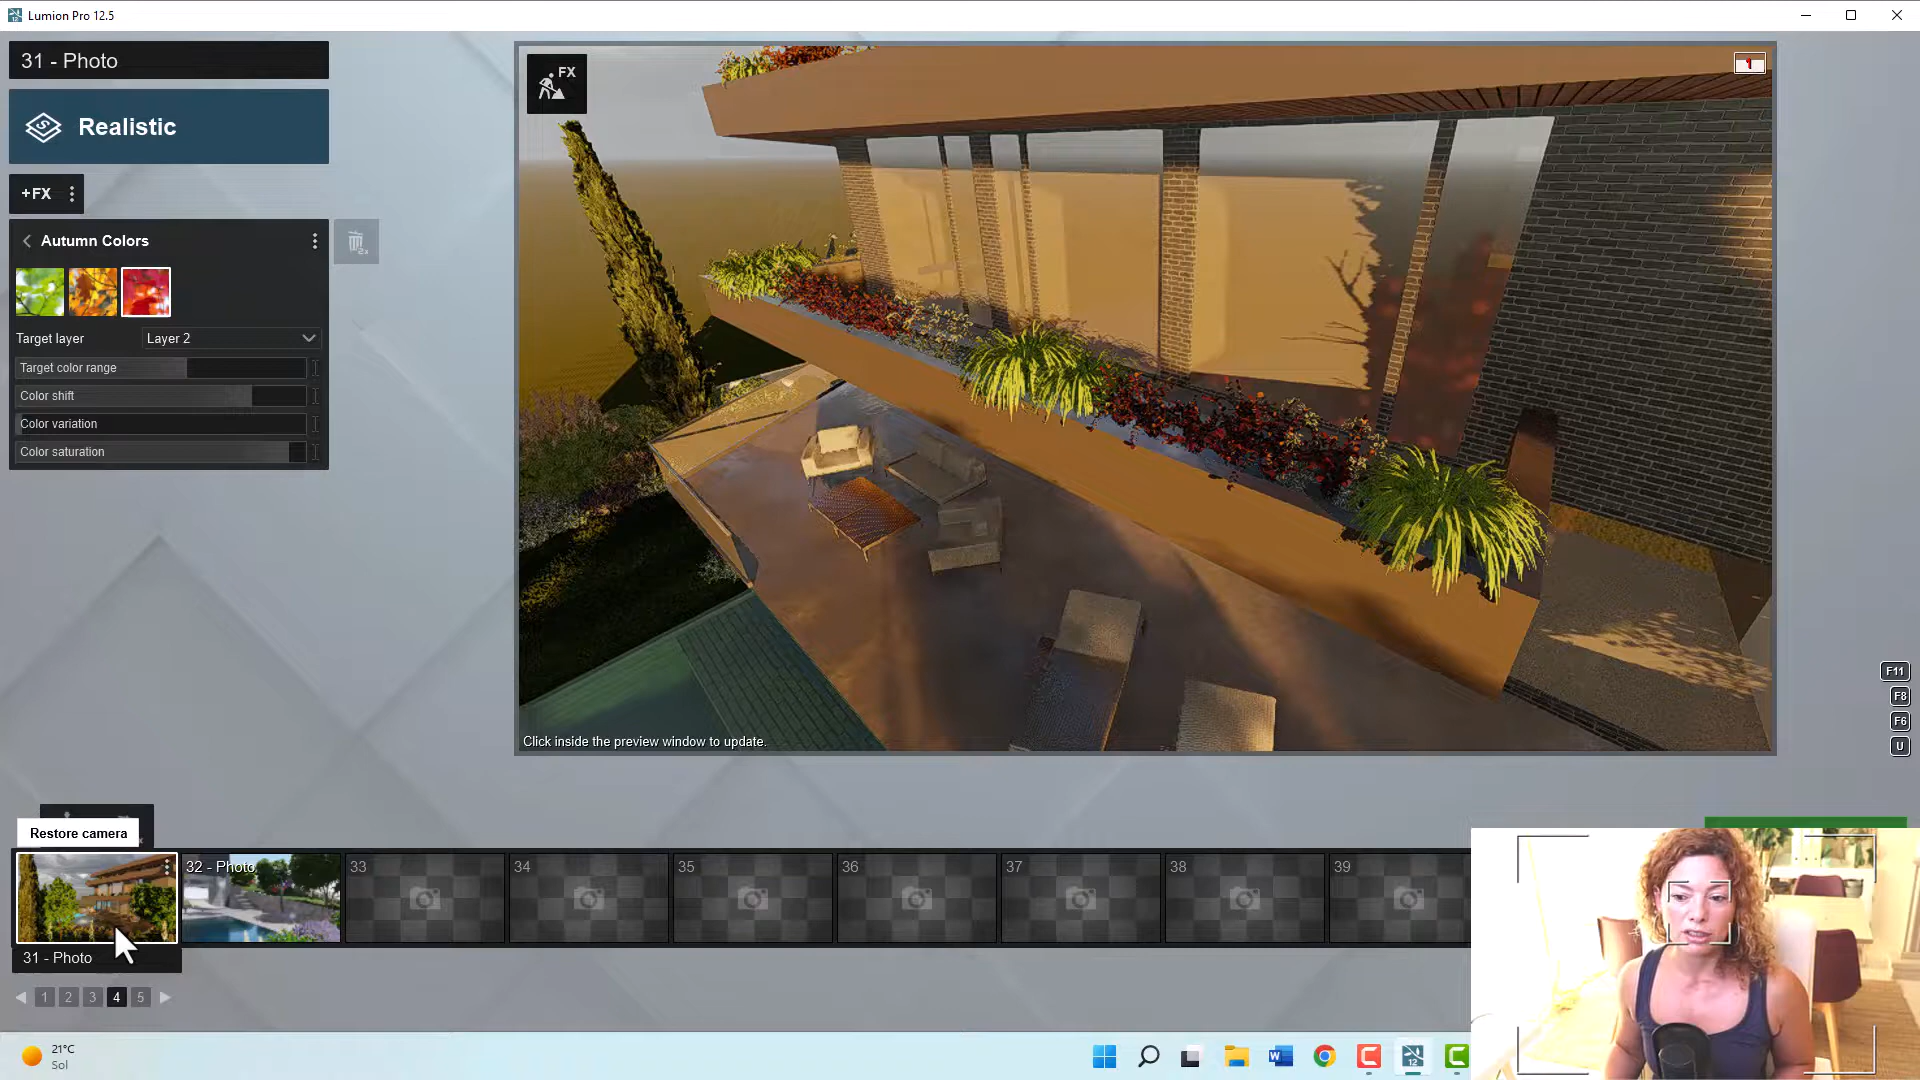 Lumion Pro 12.5
31 - Photo
Realistic
+FX
Autumn Colors
Target layer
Layer 2
Target color range
Color shift
Color variation
Color saturation
FX
1
Click inside the preview window to update.
F11
F8
F6
U
Restore camera
32 - Photo
33
34
35
36
37
38
39
31 - Photo
1
2
3
4
5
21°C
Sol
12